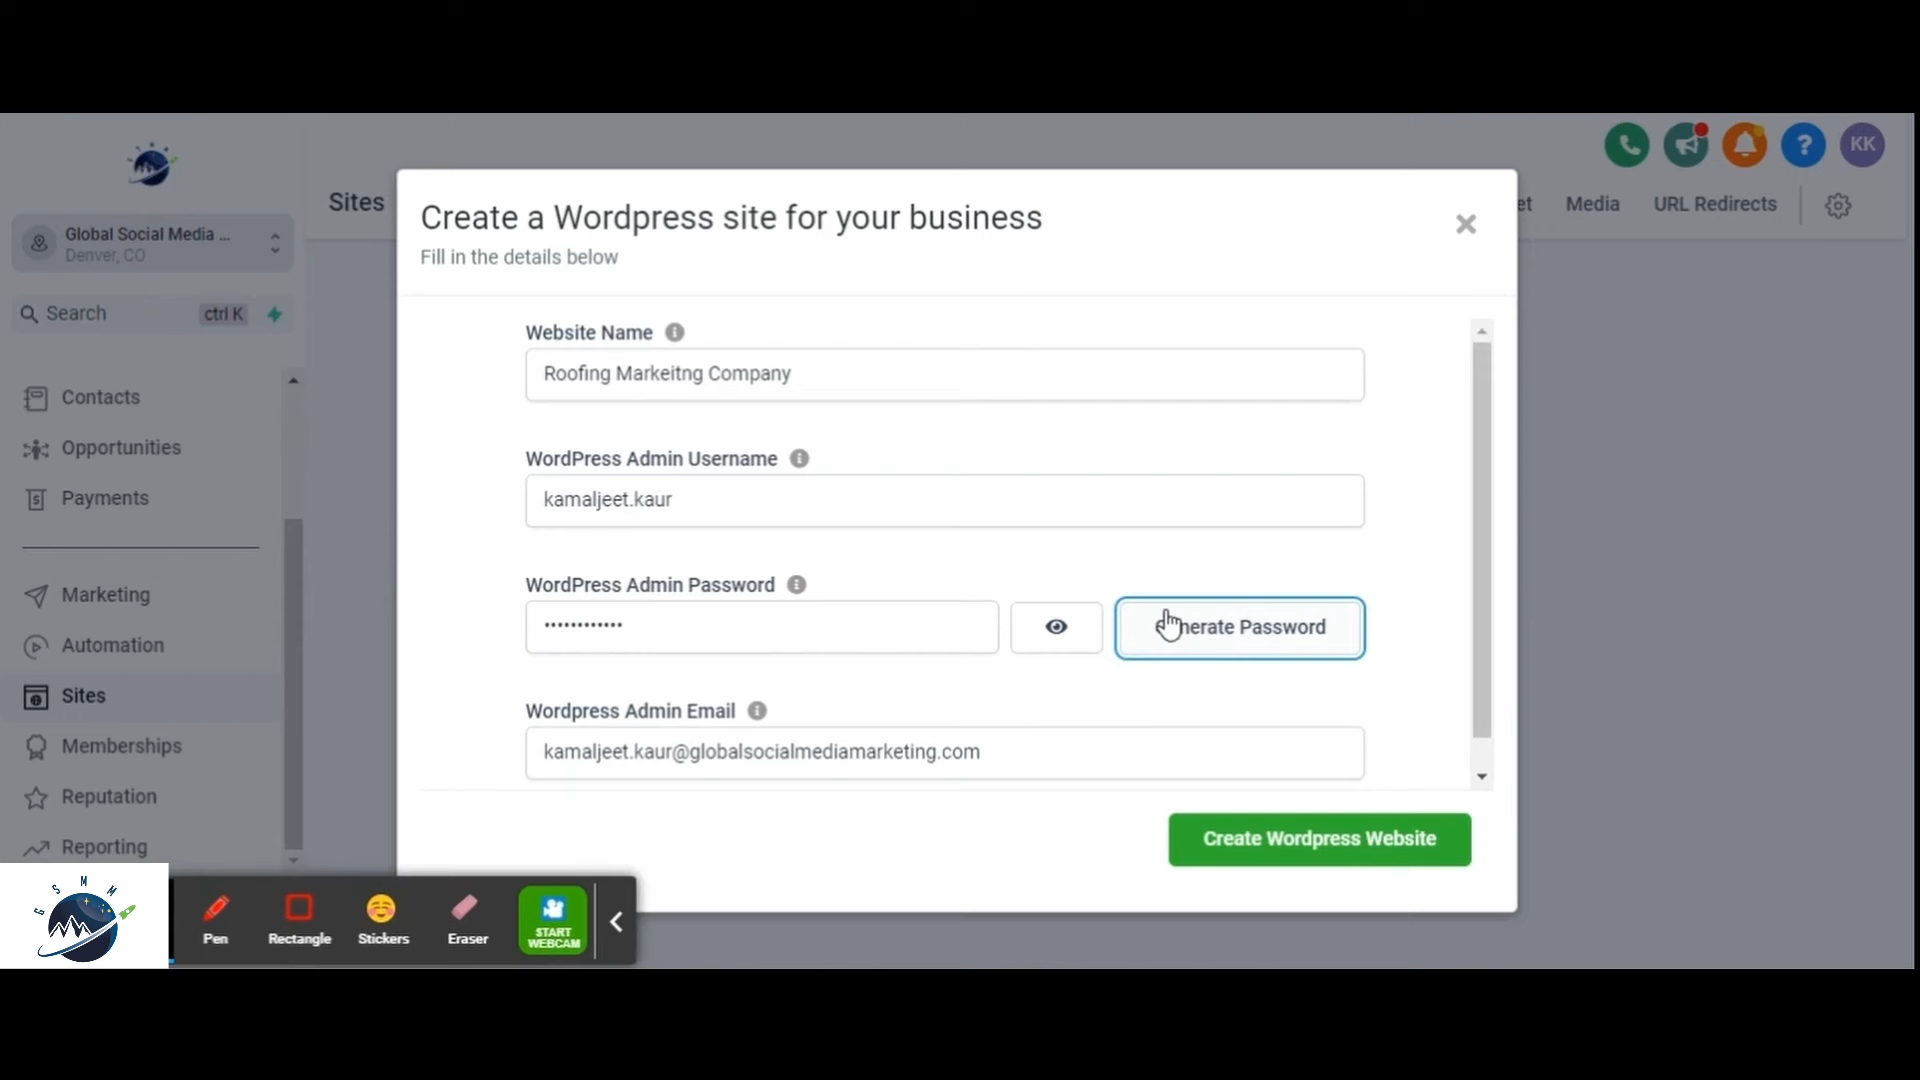 KK
Sites
Media
URL Redirects
Global Social Media ...
Denver, CO
Search
ctrl K
Contacts
Opportunities
Payments
Marketing
Automation
Sites
Memberships
Reputation
Reporting
Create a Wordpress site for your business
Fill in the details below
Website Name
Roofing Markeitng Company
WordPress Admin Username
kamaljeet.kaur
WordPress Admin Password
Wordpress Admin Email
kamaljeet.kaur@globalsocialmediamarketing.com
Password
Create Wordpress Website
G S M M
Pen
Rectangle
Stickers
Eraser
START
WEBCAM